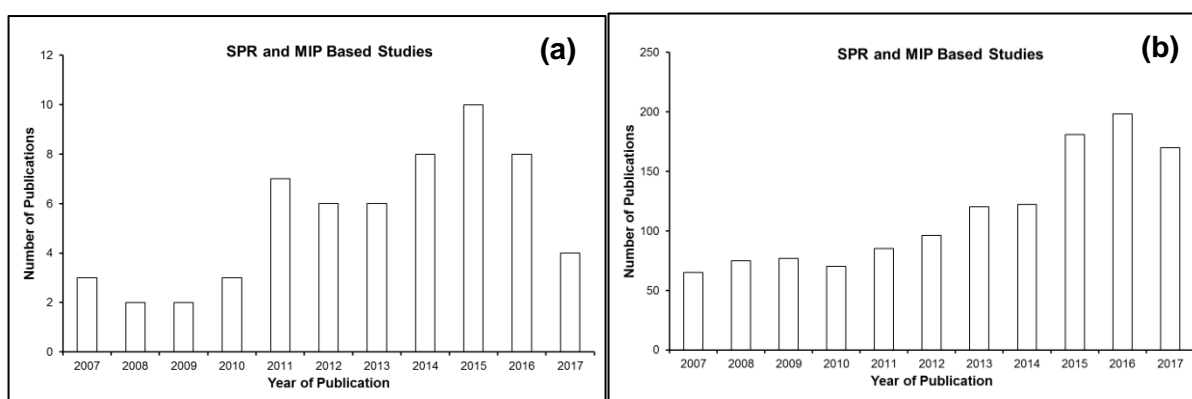 SPR and MIP Based Studies
(a)
Number of Publications
12
10
8
6
4
2
0
2007 2008 2009 2010 2011 2012 2013 2014 2015 2016 2017
Year of Publication
SPR and MIP Based Studies
(b)
Number of Publications
250
200
150
100
50
0
2007 2008 2009 2010 2011 2012 2013 2014 2015 2016 2017
Year of Publication